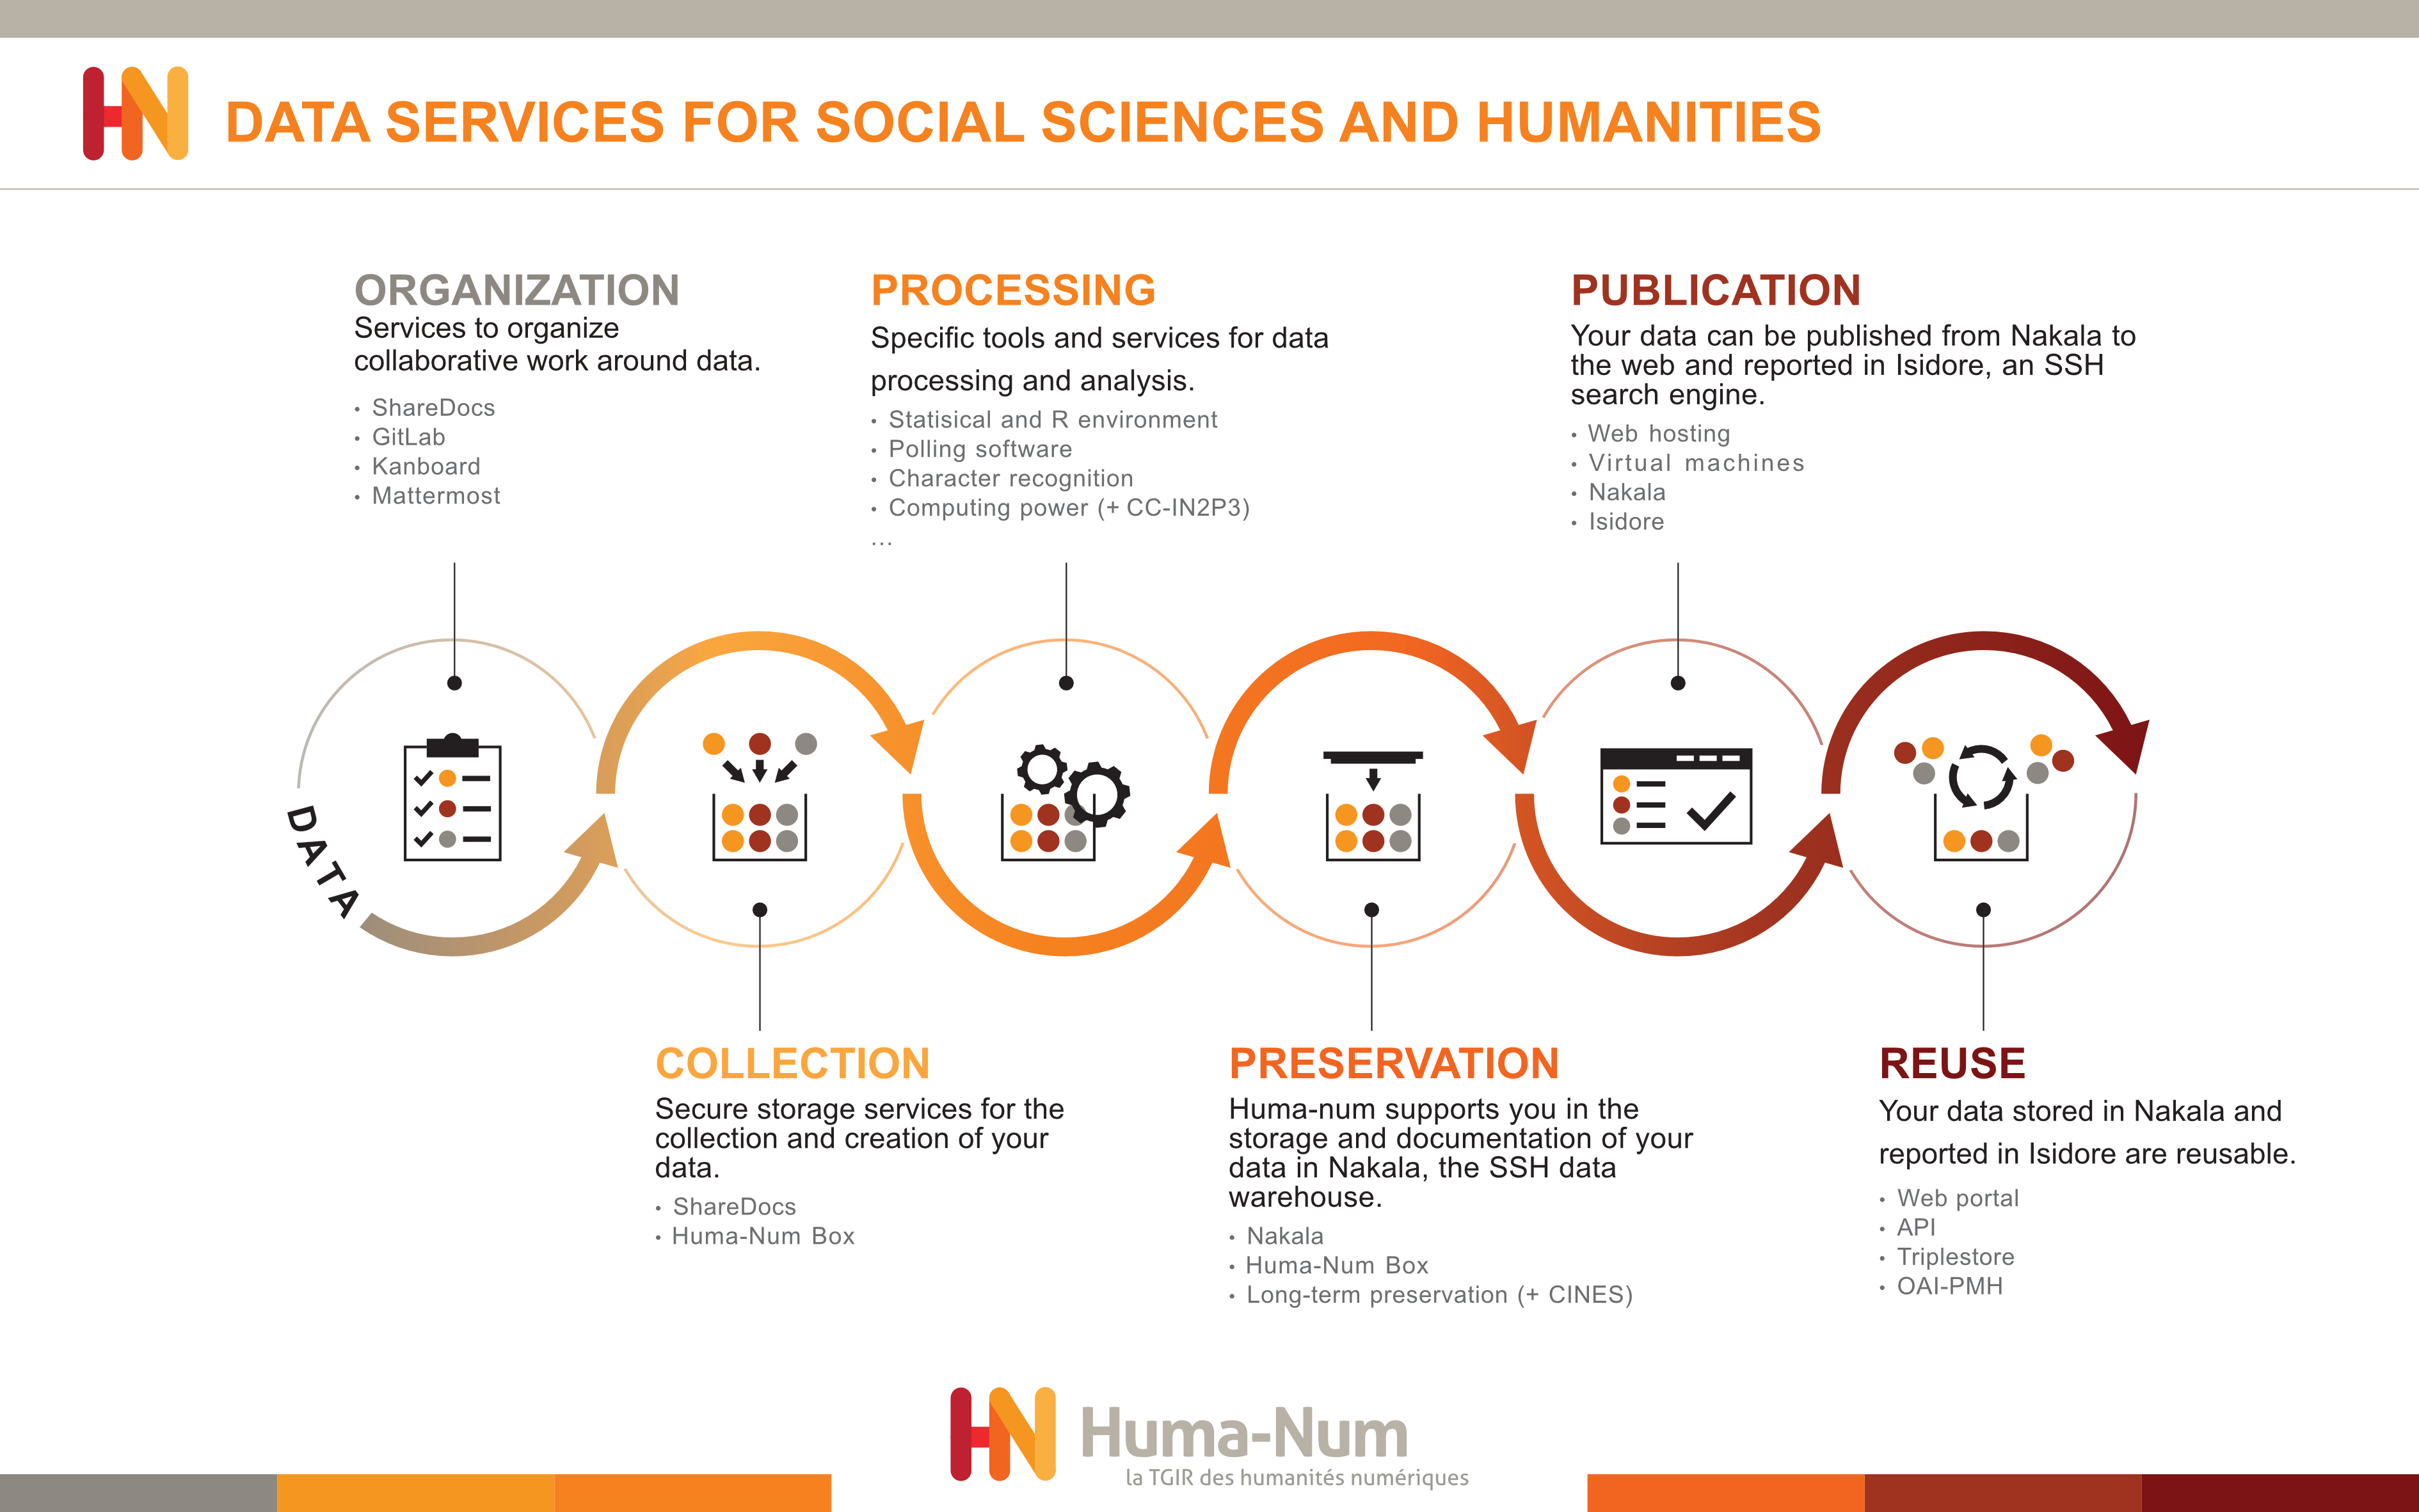 HN
DATA SERVICES FOR SOCIAL SCIENCES AND HUMANITIES
ORGANIZATION
Services to organize
collaborative work around data.
• ShareDocs
• GitLab
• Kanboard
• Mattermost
PROCESSING
Specific tools and services for data
processing and analysis.
• Statisical and R environment
• Polling software
• Character recognition
• Computing power (+ CC-IN2P3)
...
PUBLICATION
Your data can be published from Nakala to
the web and reported in Isidore, an SSH
search engine.
• Web hosting
• Virtual machines
• Nakala
• Isidore
DATA
COLLECTION
Secure storage services for the
collection and creation of your
data.
• ShareDocs
• Huma-Num Box
PRESERVATION
Huma-num supports you in the
storage and documentation of your
data in Nakala, the SSH data
warehouse.
• Nakala
• Huma-Num Box
• Long-term preservation (+ CINES)
REUSE
Your data stored in Nakala and
reported in Isidore are reusable.
• Web portal
• API
• Triplestore
• OAI-PMH
HN Huma-Num
la TGIR des humanités numériques